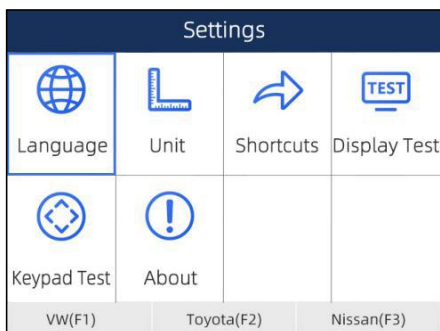 Settings
TEST
Language Unit Shortcuts Display Test
Keypad Test About
VW(F1) Toyota(F2) Nissan(F3)